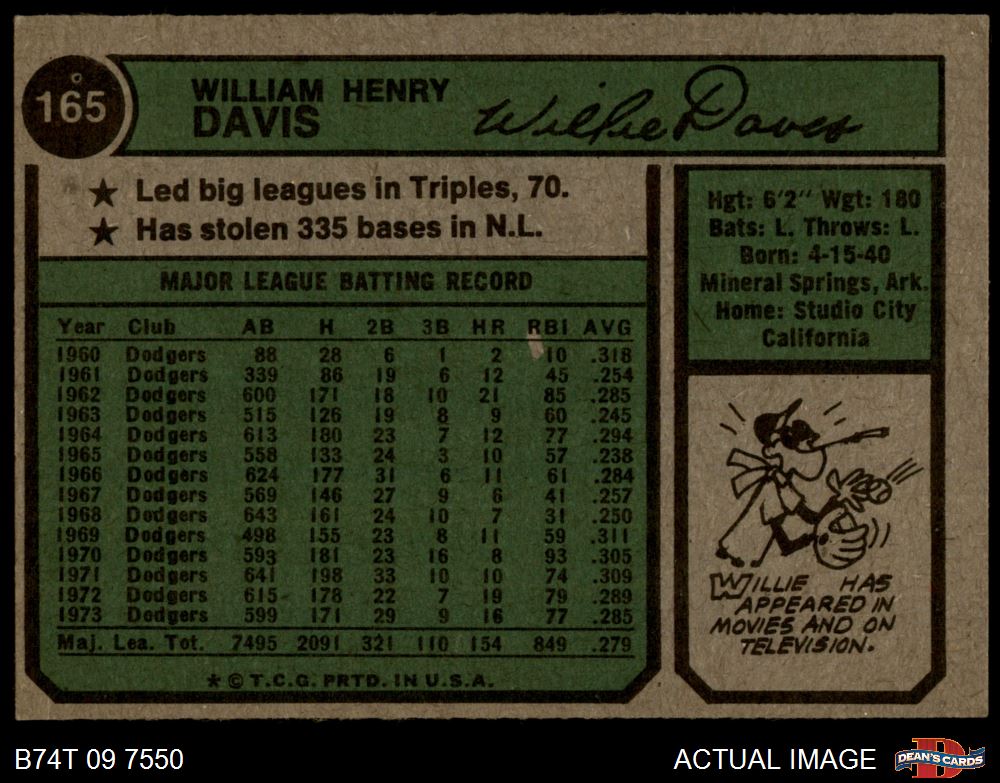 165
WILLIAM HENRY
DAVIS
Willie Davis
★ Led big leagues in Triples, 70.
★ Has stolen 335 bases in N.L.
MAJOR LEAGUE BATTING RECORD
Year Club AB H 2B 3B HR RBI AVG
1960 Dodgers 88 28 6 1 2 10 .318
1961 Dodgers 339 86 19 6 12 45 .254
1962 Dodgers 600 171 18 10 21 85 .285
1963 Dodgers 515 126 19 8 9 60 .245
1964 Dodgers 613 180 23 7 12 77 .294
1965 Dodgers 558 133 24 3 10 57 .238
1966 Dodgers 624 177 31 6 11 61 .284
1967 Dodgers 569 146 27 9 6 41 .257
1968 Dodgers 643 161 24 10 7 31 .250
1969 Dodgers 498 155 23 8 11 59 .311
1970 Dodgers 593 181 23 16 8 93 .305
1971 Dodgers 641 198 33 10 10 74 .309
1972 Dodgers 615 178 22 7 19 79 .289
1973 Dodgers 599 171 29 9 16 77 .285
Maj. Lea. Tot. 7495 2091 321 110 154 849 .279
★ © T.C.G. PRTD. IN U.S.A.
Hgt: 6'2" Wgt: 180
Bats: L. Throws: L.
Born: 4-15-40
Mineral Springs, Ark.
Home: Studio City
California
WILLIE HAS
APPEARED IN
MOVIES AND ON
TELEVISION.
B74T 09 7550
ACTUAL IMAGE
D
DEAN'S CARDS